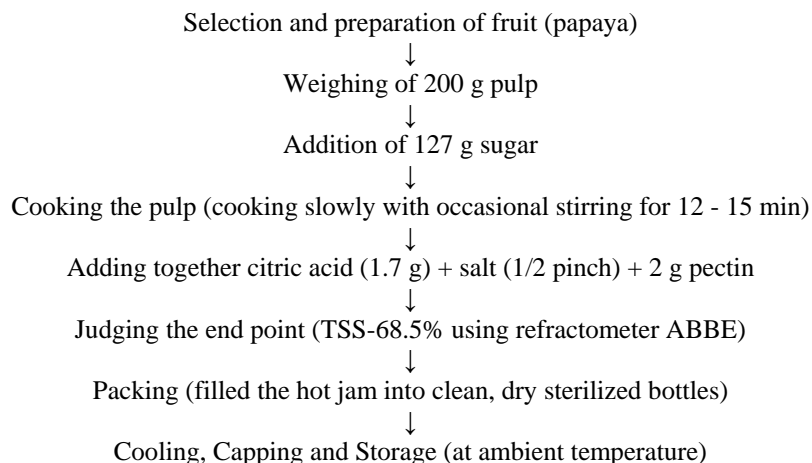 Selection and preparation of fruit (papaya)
↓
Weighing of 200 g pulp
↓
Addition of 127 g sugar
↓
Cooking the pulp (cooking slowly with occasional stirring for 12 - 15 min)
↓
Adding together citric acid (1.7 g) + salt (1/2 pinch) + 2 g pectin
↓
Judging the end point (TSS-68.5% using refractometer ABBE)
↓
Packing (filled the hot jam into clean, dry sterilized bottles)
↓
Cooling, Capping and Storage (at ambient temperature)